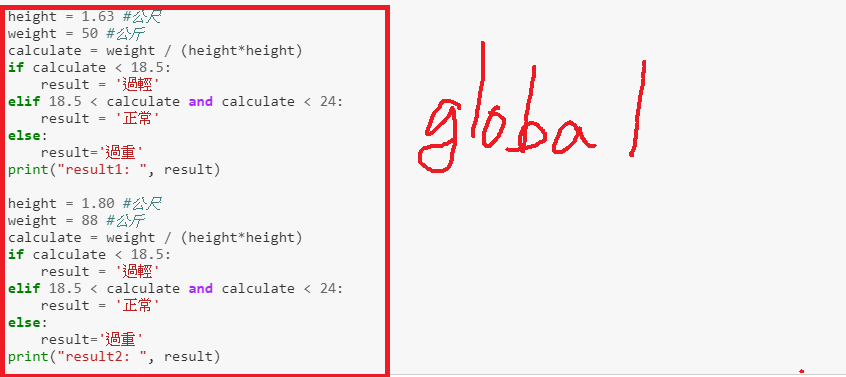 height = 1.63 #公尺
weight = 50 #公斤
calculate = weight / (height*height)
if calculate < 18.5:
    result = '過輕'
elif 18.5 < calculate and calculate < 24:
    result = '正常'
else:
    result='過重'
print("result1: ", result)

height = 1.80 #公尺
weight = 88 #公斤
calculate = weight / (height*height)
if calculate < 18.5:
    result = '過輕'
elif 18.5 < calculate and calculate < 24:
    result = '正常'
else:
    result='過重'
print("result2: ", result)
global